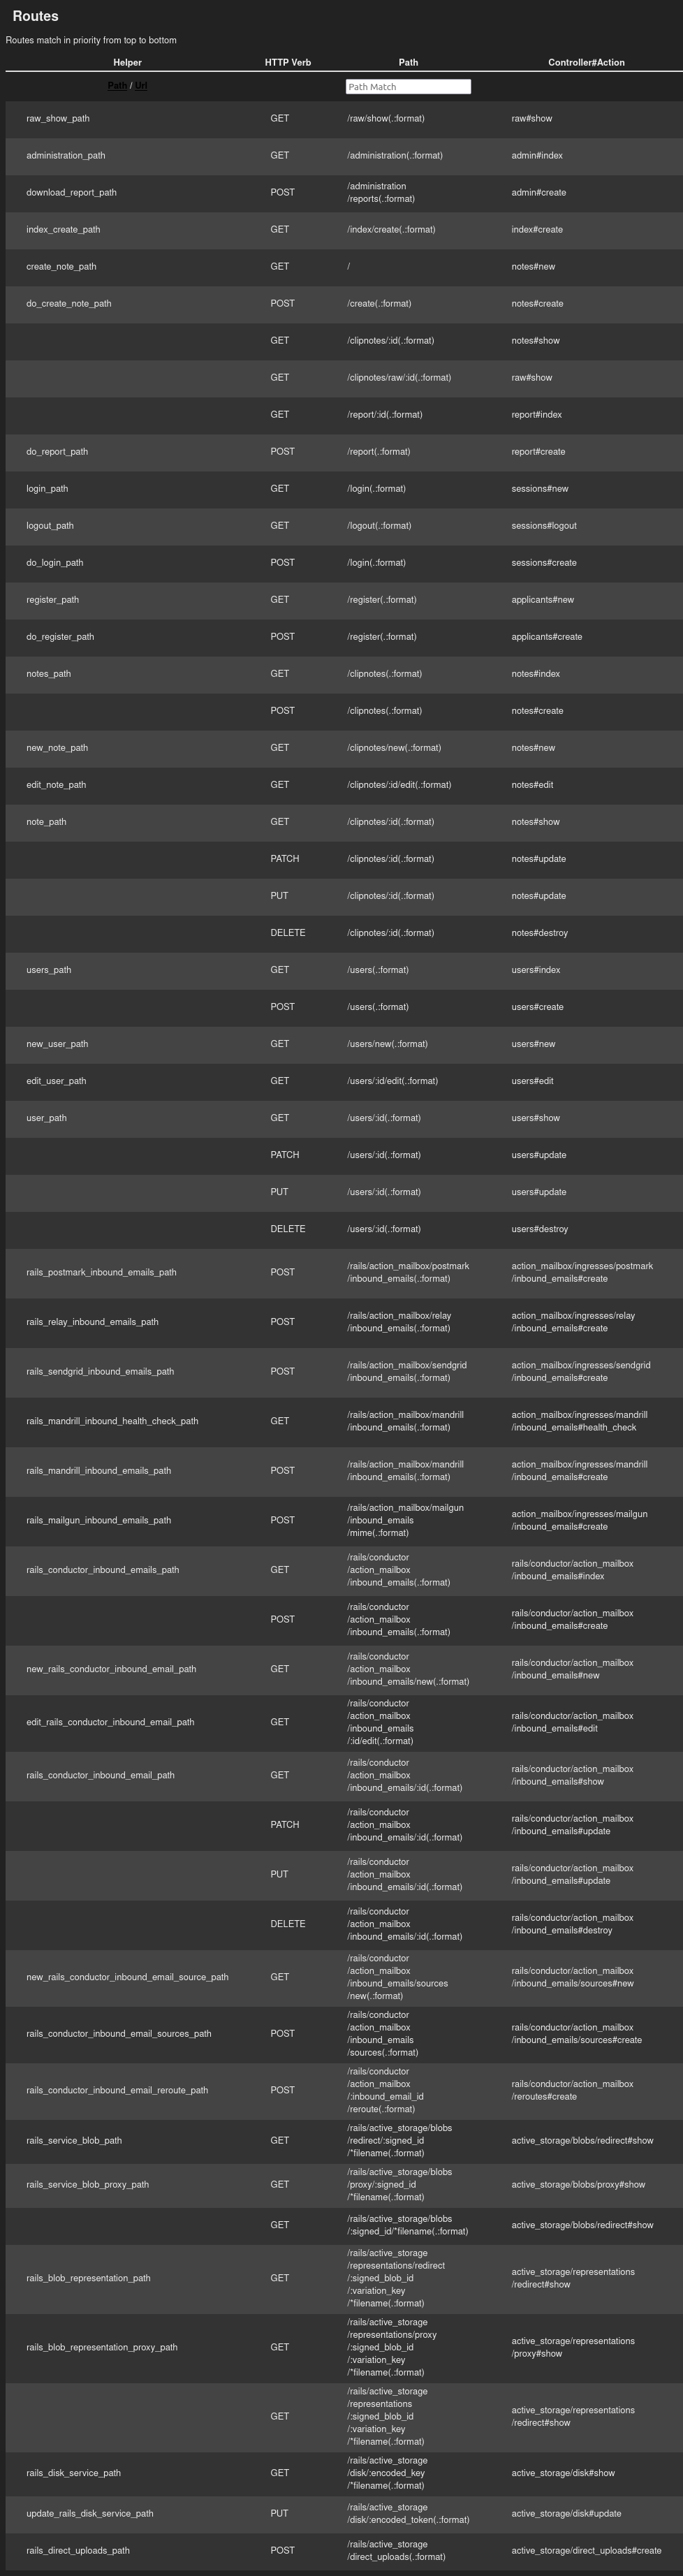 Routes
Routes match in priority from top to bottom
Helper HTTP Verb Path Controller#Action
Path / Url Path Match
raw_show_path GET /raw/show(.:format) raw#show
administration_path GET /administration(.:format) admin#index
download_report_path POST /administration
/reports(.:format) admin#create
index_create_path GET /index/create(.:format) index#create
create_note_path GET / notes#new
do_create_note_path POST /create(.:format) notes#create
GET /clipnotes/:id(.:format) notes#show
GET /clipnotes/raw/:id(.:format) raw#show
GET /report/:id(.:format) report#index
do_report_path POST /report(.:format) report#create
login_path GET /login(.:format) sessions#new
logout_path GET /logout(.:format) sessions#logout
do_login_path POST /login(.:format) sessions#create
register_path GET /register(.:format) applicants#new
do_register_path POST /register(.:format) applicants#create
notes_path GET /clipnotes(.:format) notes#index
POST /clipnotes(.:format) notes#create
new_note_path GET /clipnotes/new(.:format) notes#new
edit_note_path GET /clipnotes/:id/edit(.:format) notes#edit
note_path GET /clipnotes/:id(.:format) notes#show
PATCH /clipnotes/:id(.:format) notes#update
PUT /clipnotes/:id(.:format) notes#update
DELETE /clipnotes/:id(.:format) notes#destroy
users_path GET /users(.:format) users#index
POST /users(.:format) users#create
new_user_path GET /users/new(.:format) users#new
edit_user_path GET /users/:id/edit(.:format) users#edit
user_path GET /users/:id(.:format) users#show
PATCH /users/:id(.:format) users#update
PUT /users/:id(.:format) users#update
DELETE /users/:id(.:format) users#destroy
rails_postmark_inbound_emails_path POST /rails/action_mailbox/postmark
/inbound_emails(.:format) action_mailbox/ingresses/postmark
/inbound_emails#create
rails_relay_inbound_emails_path POST /rails/action_mailbox/relay
/inbound_emails(.:format) action_mailbox/ingresses/relay
/inbound_emails#create
rails_sendgrid_inbound_emails_path POST /rails/action_mailbox/sendgrid
/inbound_emails(.:format) action_mailbox/ingresses/sendgrid
/inbound_emails#create
rails_mandrill_inbound_health_check_path GET /rails/action_mailbox/mandrill
/inbound_emails(.:format) action_mailbox/ingresses/mandrill
/inbound_emails#health_check
rails_mandrill_inbound_emails_path POST /rails/action_mailbox/mandrill
/inbound_emails(.:format) action_mailbox/ingresses/mandrill
/inbound_emails#create
rails_mailgun_inbound_emails_path POST /rails/action_mailbox/mailgun
/inbound_emails
/mime(.:format) action_mailbox/ingresses/mailgun
/inbound_emails#create
rails_conductor_inbound_emails_path GET /rails/conductor
/action_mailbox
/inbound_emails(.:format) rails/conductor/action_mailbox
/inbound_emails#index
POST /rails/conductor
/action_mailbox
/inbound_emails(.:format) rails/conductor/action_mailbox
/inbound_emails#create
new_rails_conductor_inbound_email_path GET /rails/conductor
/action_mailbox
/inbound_emails/new(.:format) rails/conductor/action_mailbox
/inbound_emails#new
edit_rails_conductor_inbound_email_path GET /rails/conductor
/action_mailbox
/inbound_emails
/:id/edit(.:format) rails/conductor/action_mailbox
/inbound_emails#edit
rails_conductor_inbound_email_path GET /rails/conductor
/action_mailbox
/inbound_emails/:id(.:format) rails/conductor/action_mailbox
/inbound_emails#show
PATCH /rails/conductor
/action_mailbox
/inbound_emails/:id(.:format) rails/conductor/action_mailbox
/inbound_emails#update
PUT /rails/conductor
/action_mailbox
/inbound_emails/:id(.:format) rails/conductor/action_mailbox
/inbound_emails#update
DELETE /rails/conductor
/action_mailbox
/inbound_emails/:id(.:format) rails/conductor/action_mailbox
/inbound_emails#destroy
new_rails_conductor_inbound_email_source_path GET /rails/conductor
/action_mailbox
/inbound_emails/sources
/new(.:format) rails/conductor/action_mailbox
/inbound_emails/sources#new
rails_conductor_inbound_email_sources_path POST /rails/conductor
/action_mailbox
/inbound_emails
/sources(.:format) rails/conductor/action_mailbox
/inbound_emails/sources#create
rails_conductor_inbound_email_reroute_path POST /rails/conductor
/action_mailbox
/:inbound_email_id
/reroute(.:format) rails/conductor/action_mailbox
/reroutes#create
rails_service_blob_path GET /rails/active_storage/blobs
/redirect/:signed_id
/*filename(.:format) active_storage/blobs/redirect#show
rails_service_blob_proxy_path GET /rails/active_storage/blobs
/proxy/:signed_id
/*filename(.:format) active_storage/blobs/proxy#show
GET /rails/active_storage/blobs
/:signed_id/*filename(.:format) active_storage/blobs/redirect#show
rails_blob_representation_path GET /rails/active_storage
/representations/redirect
/:signed_blob_id
/:variation_key
/*filename(.:format) active_storage/representations
/redirect#show
rails_blob_representation_proxy_path GET /rails/active_storage
/representations/proxy
/:signed_blob_id
/:variation_key
/*filename(.:format) active_storage/representations
/proxy#show
GET /rails/active_storage
/representations
/:signed_blob_id
/:variation_key
/*filename(.:format) active_storage/representations
/redirect#show
rails_disk_service_path GET /rails/active_storage
/disk/:encoded_key
/*filename(.:format) active_storage/disk#show
update_rails_disk_service_path PUT /rails/active_storage
/disk/:encoded_token(.:format) active_storage/disk#update
rails_direct_uploads_path POST /rails/active_storage
/direct_uploads(.:format) active_storage/direct_uploads#create